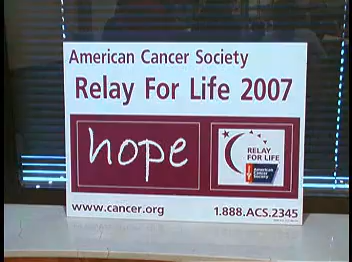 American Cancer Society
Relay For Life 2007
hope
RELAY
FOR LIFE
American
Cancer
Society
www.cancer.org
1.888.ACS.2345